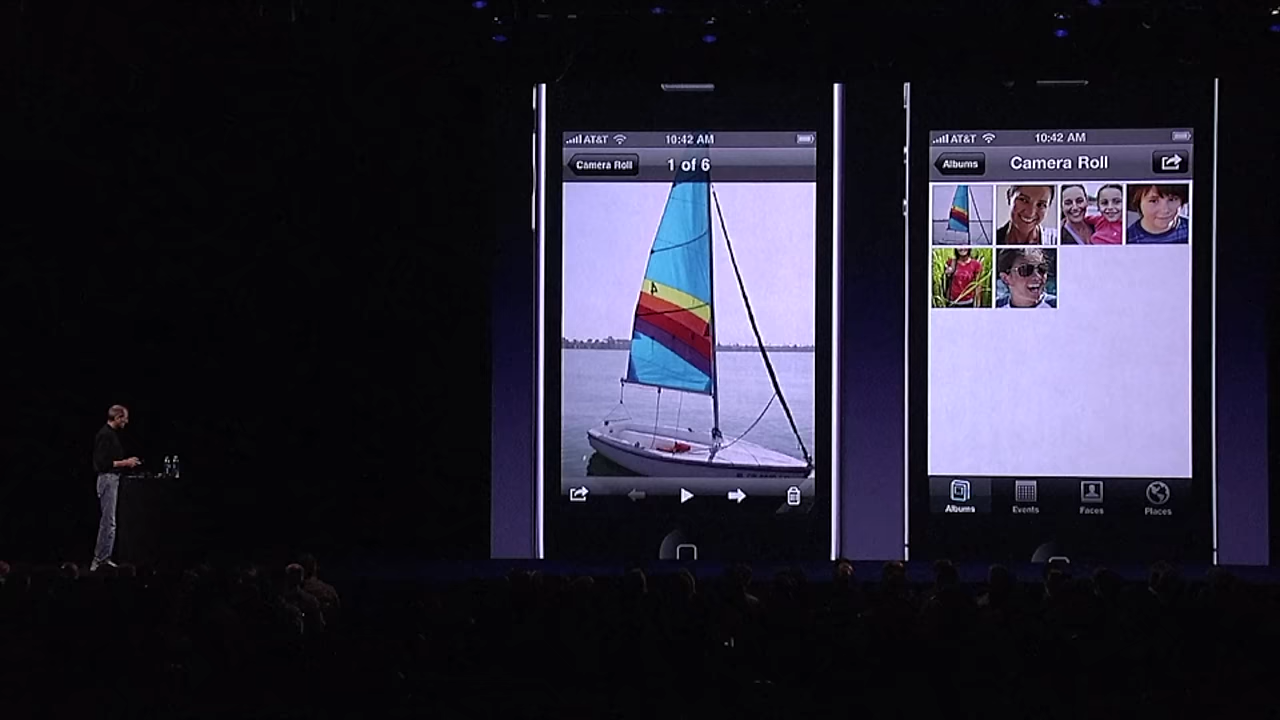 AT&T 10:42 AM
Camera Roll 1 of 6
4
AT&T 10:42 AM
Albums Camera Roll
Albums Events Faces Places